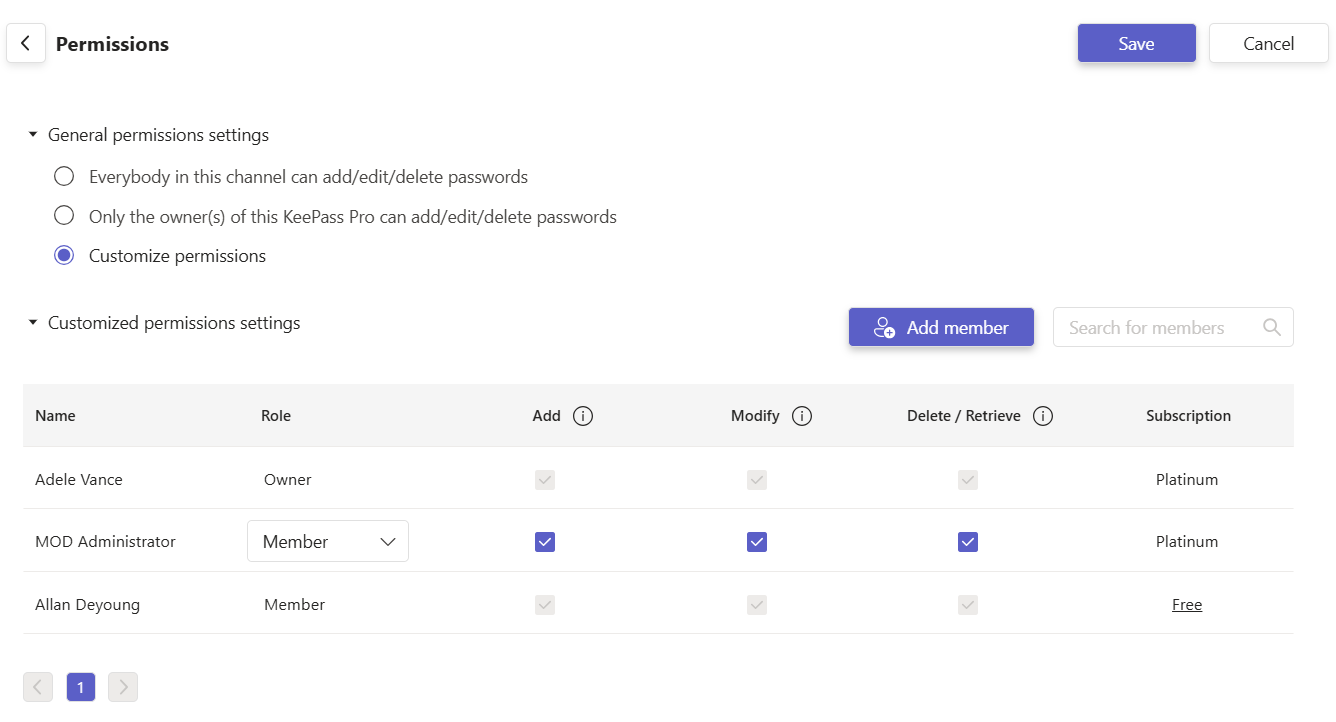 Permissions
Save
Cancel
General permissions settings
Everybody in this channel can add/edit/delete passwords
Only the owner(s) of this KeePass Pro can add/edit/delete passwords
Customize permissions
Customized permissions settings
Add member
Search for members
Name Role Add Modify Delete / Retrieve Subscription
Adele Vance Owner Platinum
MOD Administrator Member Platinum
Allan Deyoung Member Free
1